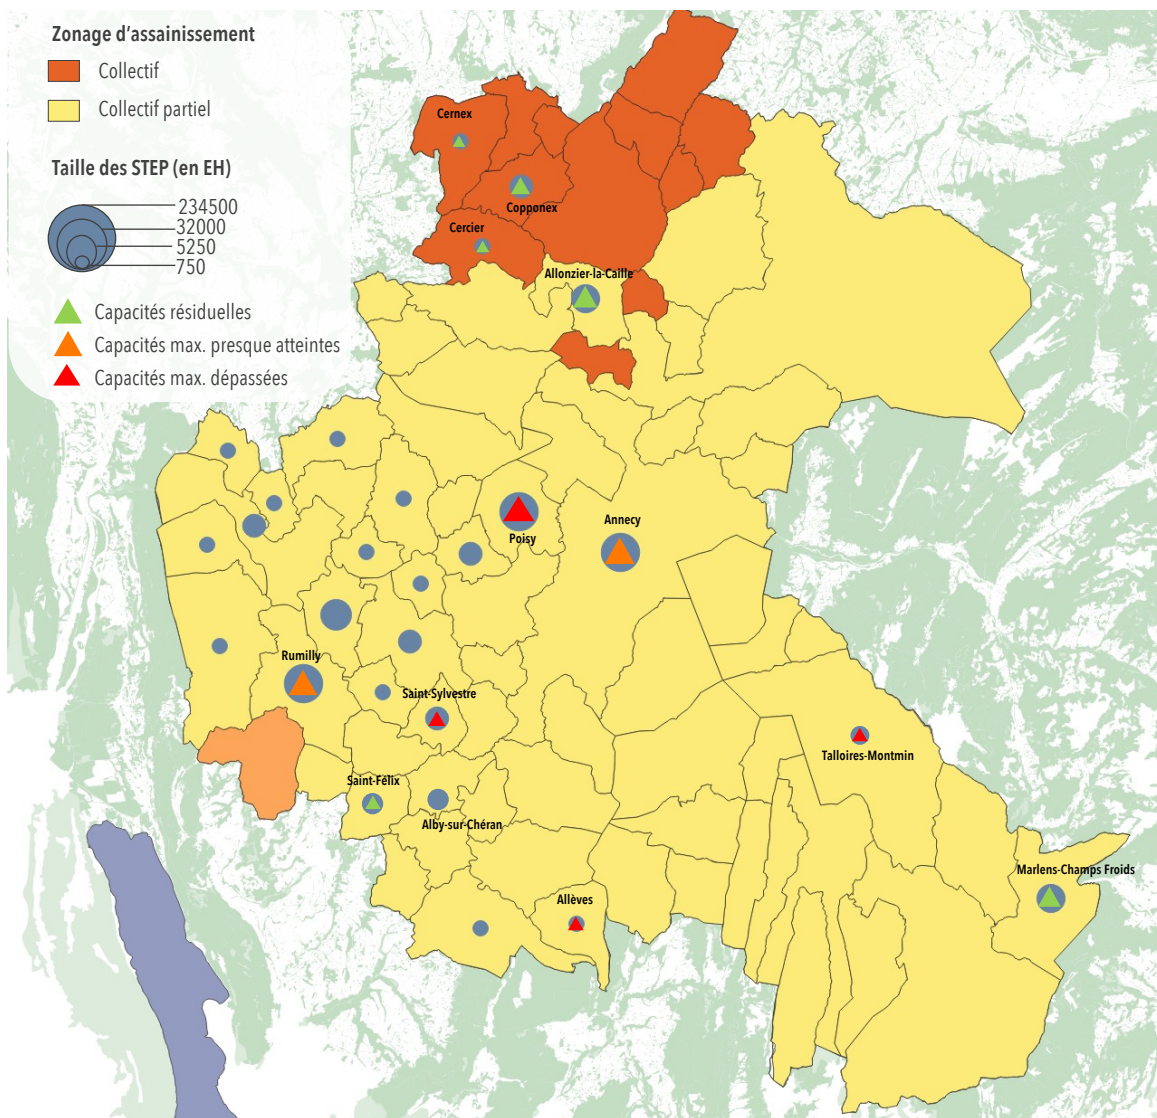 Zonage d'assainissement
Collectif
Collectif partiel
Taille des STEP (en EH)
234500
32000
5250
750
Capacités résiduelles
Capacités max. presque atteintes
Capacités max. dépassées
Cernex
Copponex
Cercier
Allonzier-la-Caille
Poisy
Annecy
Rumilly
Saint-Sylvestre
Talloires-Montmin
Saint-Félix
Alby-sur-Chéran
Marlens-Champs Froids
Allèves